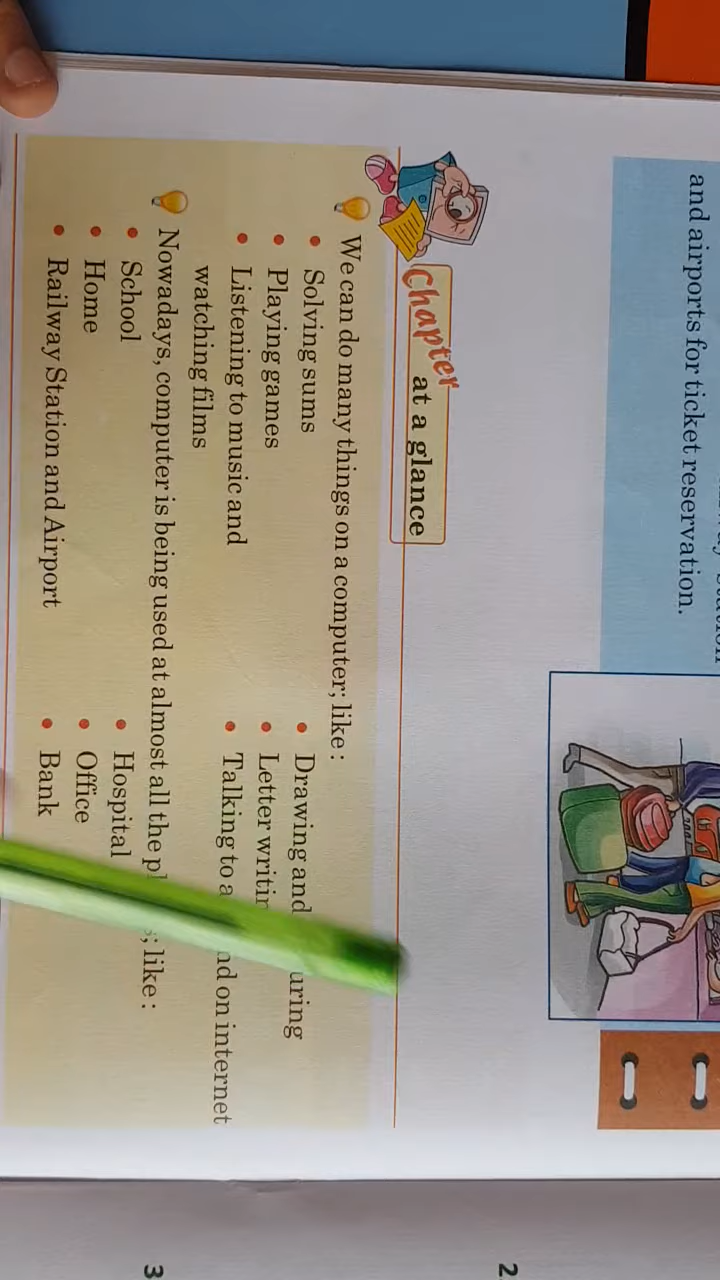 and airports for ticket reservation.
Chapter
at a glance
We can do many things on a computer; like :
• Solving sums
• Drawing and
• Playing games
• Letter
• Listening to music and
watching films
• Talking to on internet
Nowadays, computer is being used at almost all the like :
• School
• Hospital
• Home
• Office
• Railway Station and Airport
• Bank
2
3